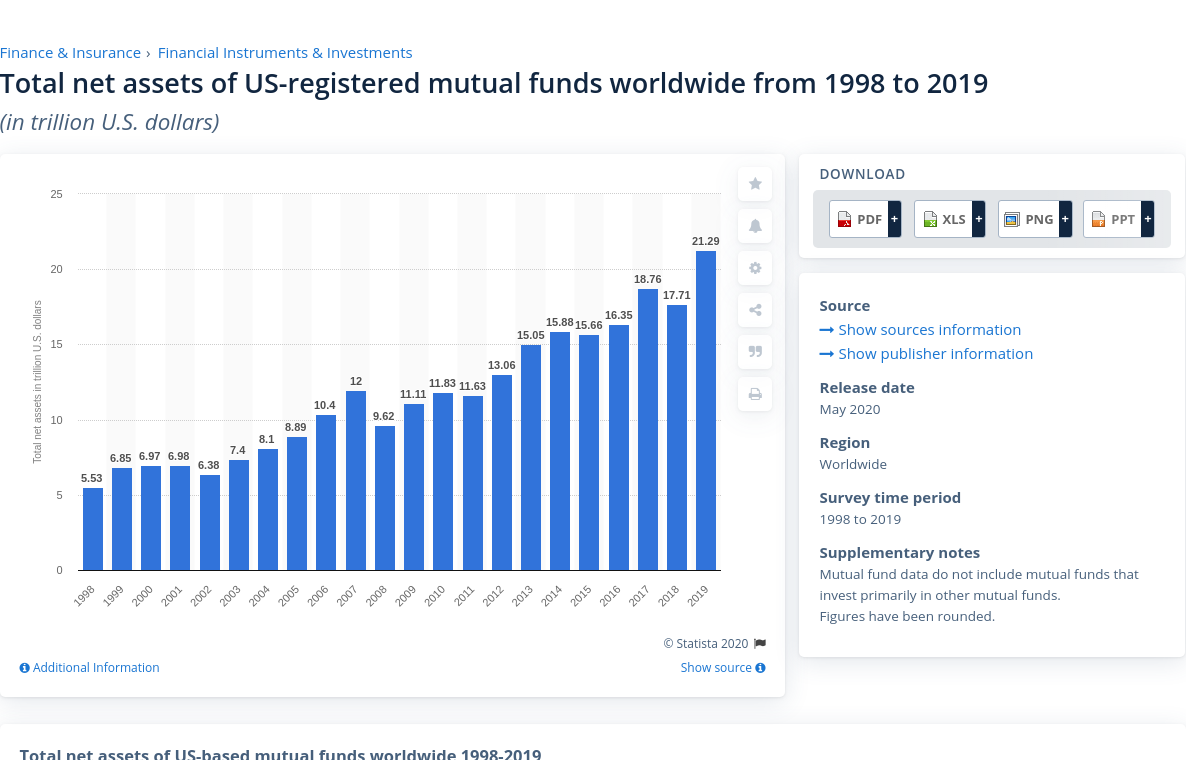 Finance & Insurance › Financial Instruments & Investments
Total net assets of US-registered mutual funds worldwide from 1998 to 2019
(in trillion U.S. dollars)
Total net assets in trillion U.S. dollars
25
20
15
10
5
0
5.53
6.85
6.97
6.98
6.38
7.4
8.1
8.89
10.4
12
9.62
11.11
11.83
11.63
13.06
15.05
15.88
15.66
16.35
18.76
17.71
21.29
1998
1999
2000
2001
2002
2003
2004
2005
2006
2007
2008
2009
2010
2011
2012
2013
2014
2015
2016
2017
2018
2019
© Statista 2020
Additional Information
Show source
DOWNLOAD
PDF + XLS + PNG + PPT +
Source
Show sources information
Show publisher information
Release date
May 2020
Region
Worldwide
Survey time period
1998 to 2019
Supplementary notes
Mutual fund data do not include mutual funds that
invest primarily in other mutual funds.
Figures have been rounded.
Total net assets of US-based mutual funds worldwide 1998-2019